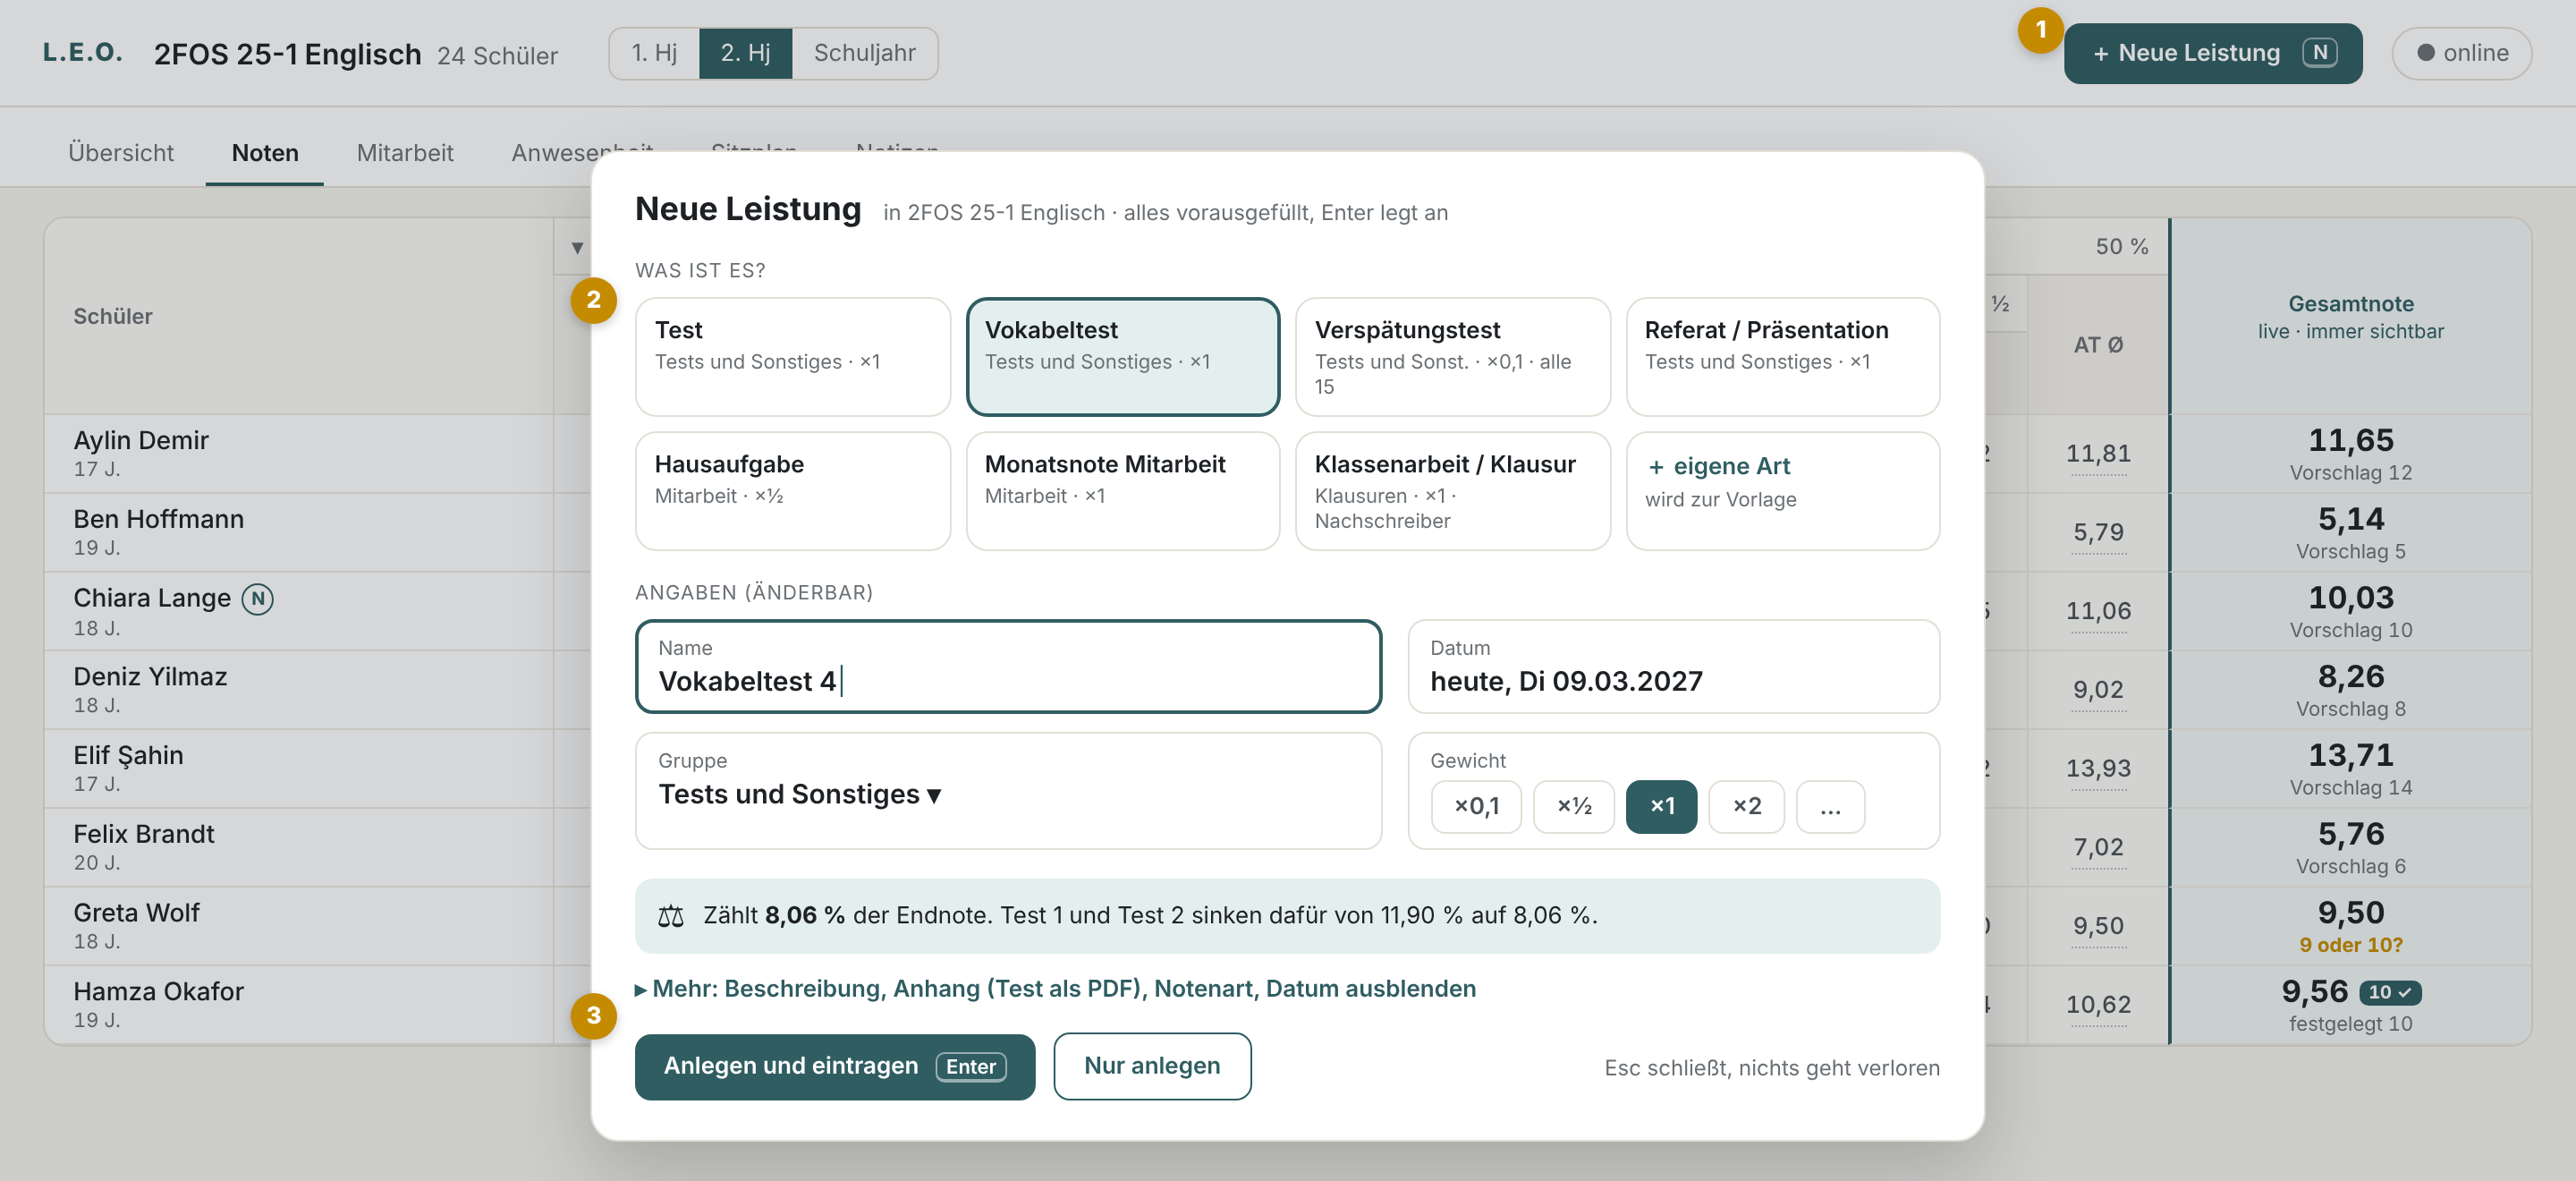 L.E.O. 2FOS 25-1 Englisch 24 Schüler 1. Hj 2. Hj Schuljahr
1 + Neue Leistung N online
Übersicht Noten Mitarbeit Anwesenheit Sitzplan Notizen
Neue Leistung in 2FOS 25-1 Englisch · alles vorausgefüllt, Enter legt an
WAS IST ES?
2
Test
Tests und Sonstiges · ×1
Vokabeltest
Tests und Sonstiges · ×1
Verspätungstest
Tests und Sonst. · ×0,1 · alle
15
Referat / Präsentation
Tests und Sonstiges · ×1
Hausaufgabe
Mitarbeit · ×½
Monatsnote Mitarbeit
Mitarbeit · ×1
Klassenarbeit / Klausur
Klausuren · ×1 ·
Nachschreiber
+ eigene Art
wird zur Vorlage
ANGABEN (ÄNDERBAR)
Name
Vokabeltest 4
Datum
heute, Di 09.03.2027
Gruppe
Tests und Sonstiges ▾
Gewicht
×0,1 ×½ ×1 ×2 ...
⚖ Zählt 8,06 % der Endnote. Test 1 und Test 2 sinken dafür von 11,90 % auf 8,06 %.
▸ Mehr: Beschreibung, Anhang (Test als PDF), Notenart, Datum ausblenden
3
Anlegen und eintragen Enter Nur anlegen Esc schließt, nichts geht verloren
Schüler ▾
50 %
½
AT Ø
Gesamtnote
live · immer sichtbar
Aylin Demir
17 J.
11,81
11,65
Vorschlag 12
Ben Hoffmann
19 J.
5,79
5,14
Vorschlag 5
Chiara Lange N
18 J.
11,06
10,03
Vorschlag 10
Deniz Yilmaz
18 J.
9,02
8,26
Vorschlag 8
Elif Şahin
17 J.
13,93
13,71
Vorschlag 14
Felix Brandt
20 J.
7,02
5,76
Vorschlag 6
Greta Wolf
18 J.
9,50
9,50
9 oder 10?
Hamza Okafor
19 J.
10,62
9,56 10 ✓
festgelegt 10